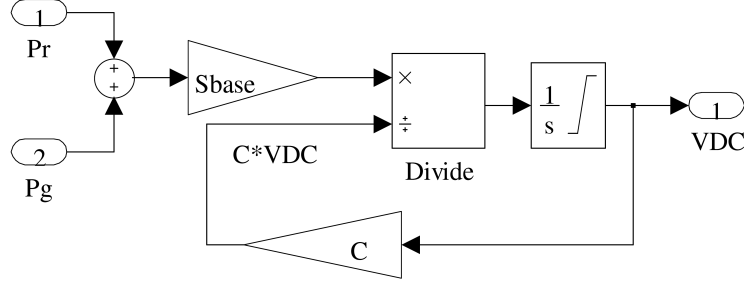 1
Pr
+
+
Sbase
×
÷
1
s
1
VDC
2
Pg
C*VDC
Divide
C